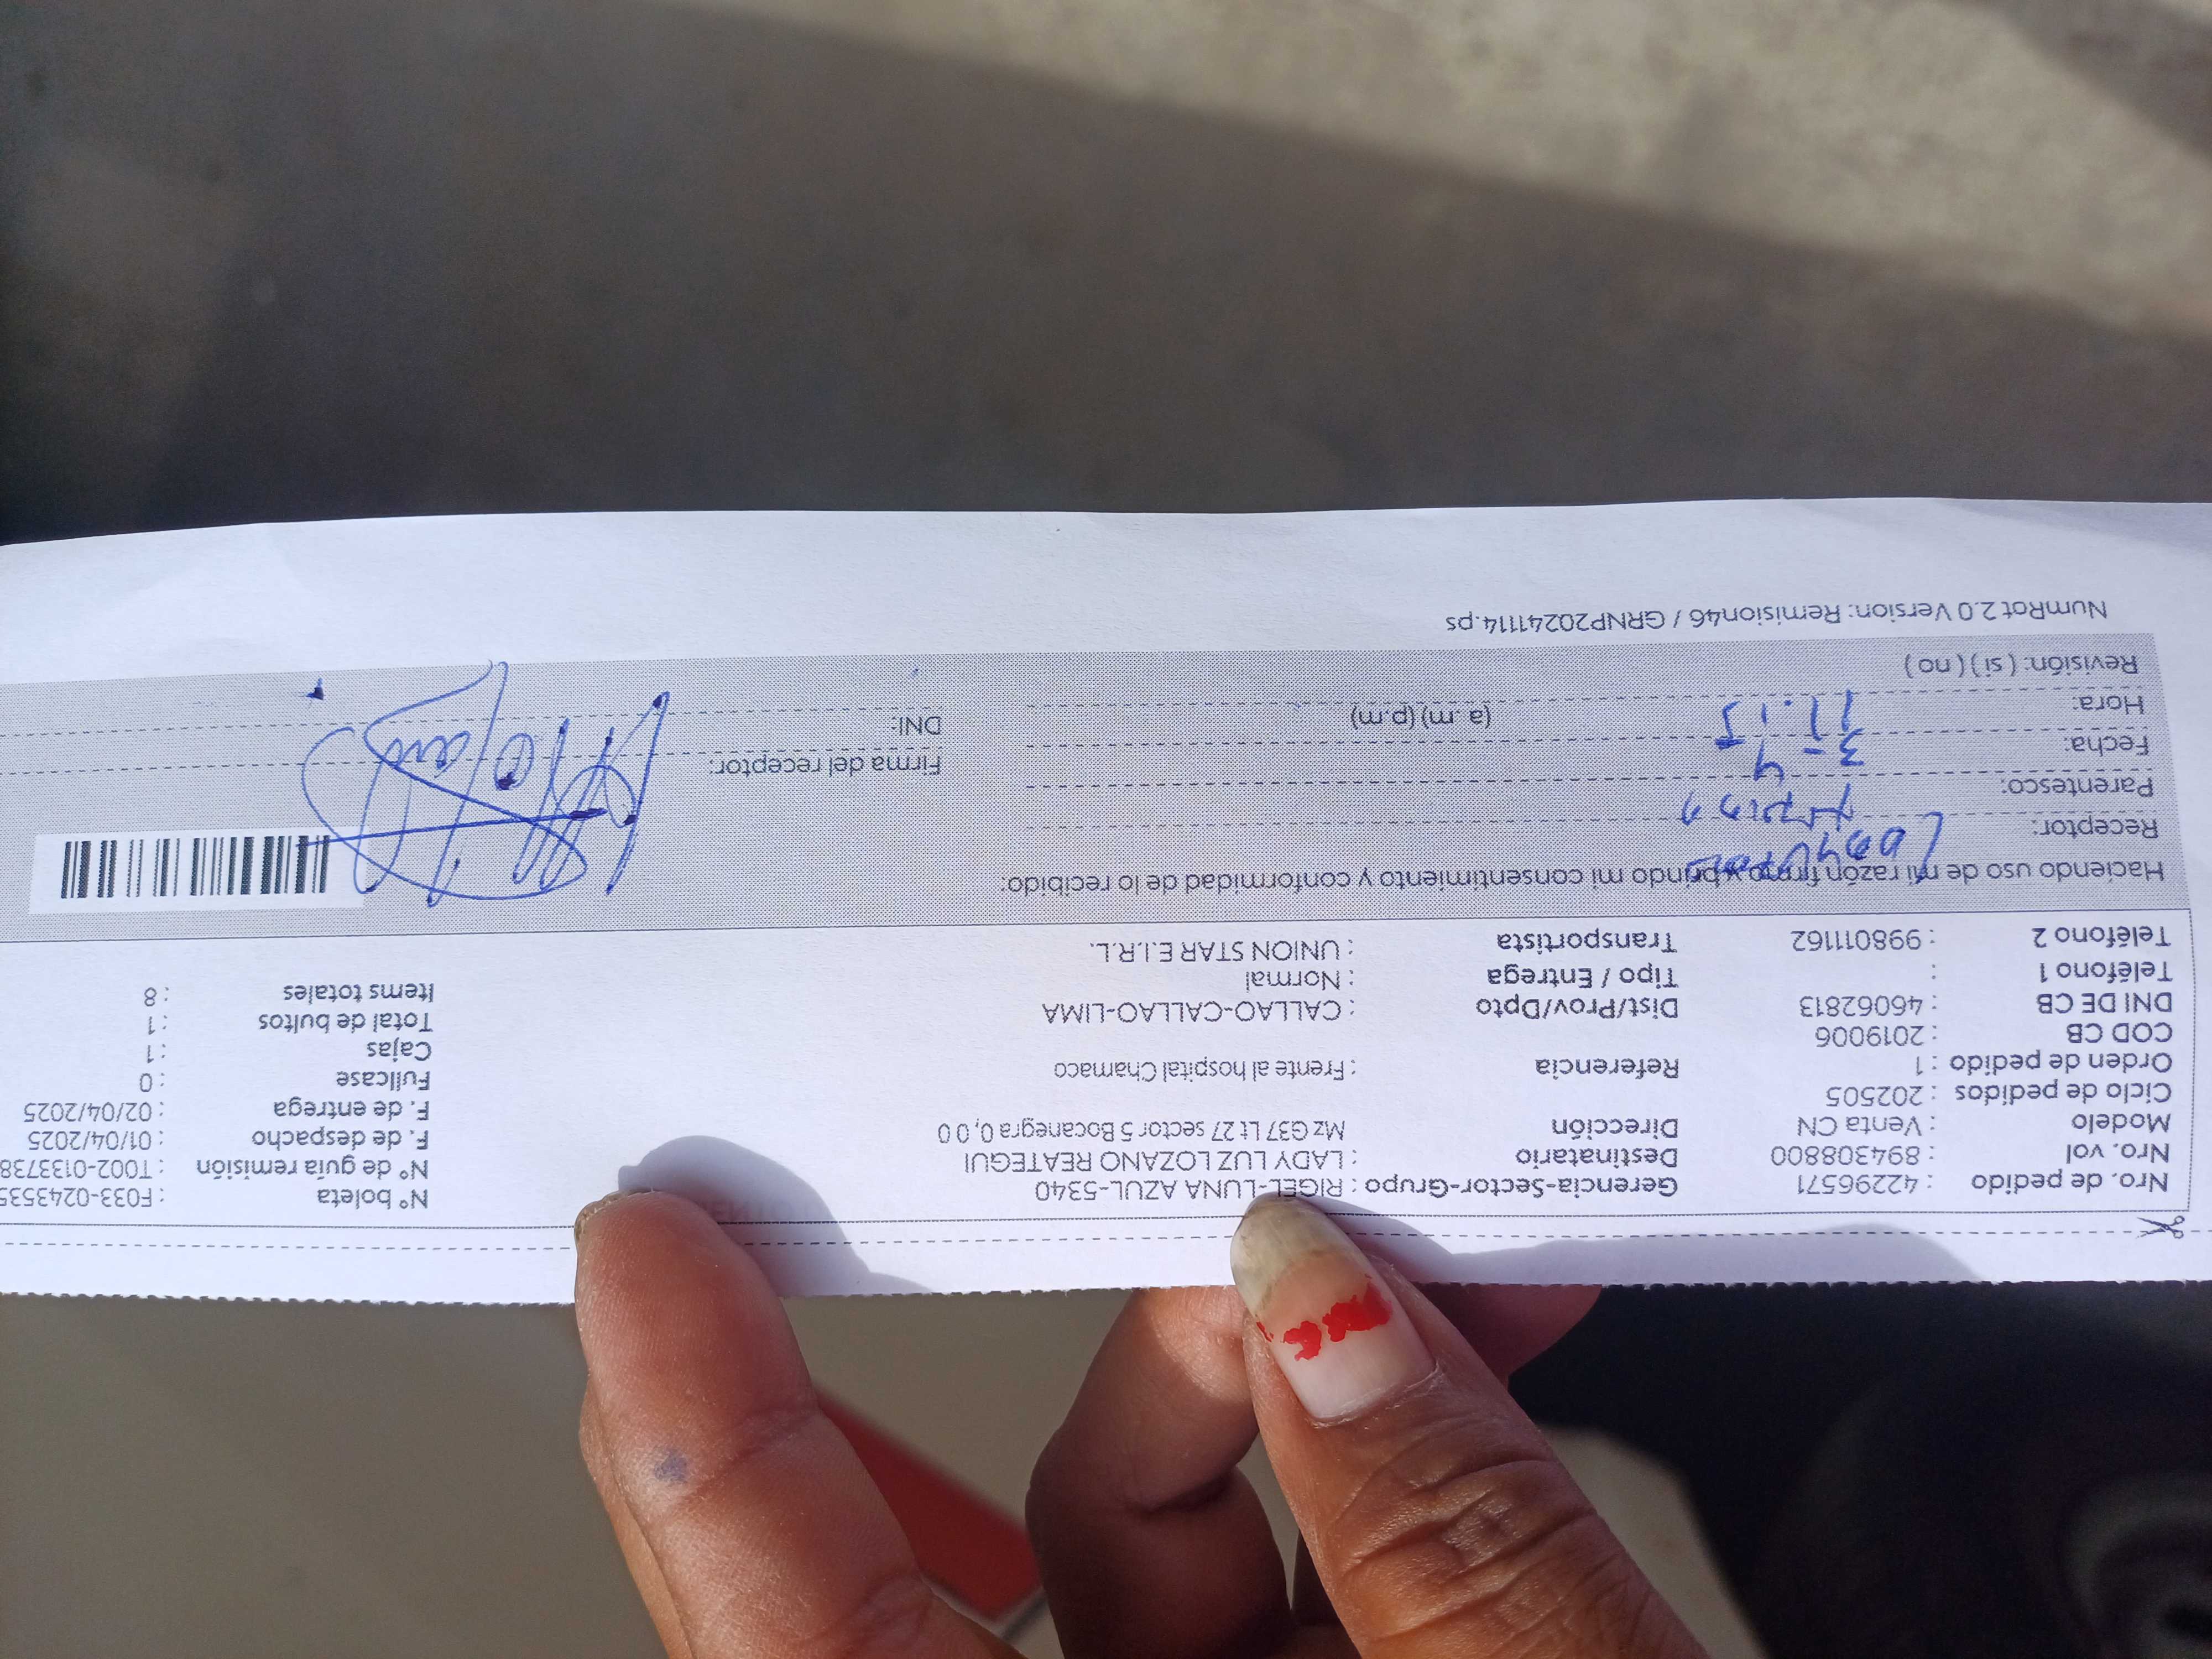 Nro. de pedido : 42296571 Gerencia-Sector-Grupo : RIGEL-LUNA AZUL-5340 N° boleta : F033-0243535
Nro. vol : 894308800 Destinatario : LADY LUZ LOZANO REATEGUI N° de guía remisión : T002-0133738
Modelo : Venta CN Dirección Mz G37 Lt 27 sector 5 Bocanegra 0, 0 0 F. de despacho : 01/04/2025
Ciclo de pedidos : 202505 F. de entrega : 02/04/2025
Orden de pedido : 1 Referencia : Frente al hospital Chamaco Fullcase : 0
COD CB : 2019006 Cajas : 1
DNI DE CB : 46062813 Dist/Prov/Dpto : CALLAO-CALLAO-LIMA Total de bultos : 1
Teléfono 1 : Tipo / Entrega : Normal Items totales : 8
Teléfono 2 : 998011162 Transportista : UNION STAR E.I.R.L.
Haciendo uso de mi razón firmo y brindo mi consentimiento y conformidad de lo recibido:
Receptor: Lady
Parentesco:
Fecha: 3-4 Firma del receptor:
Hora: 11:15 (a .m) (p.m) DNI:
Revisión: ( si ) ( no )
NumRot 2.0 Version: Remision46 / GRNP20241114.ps